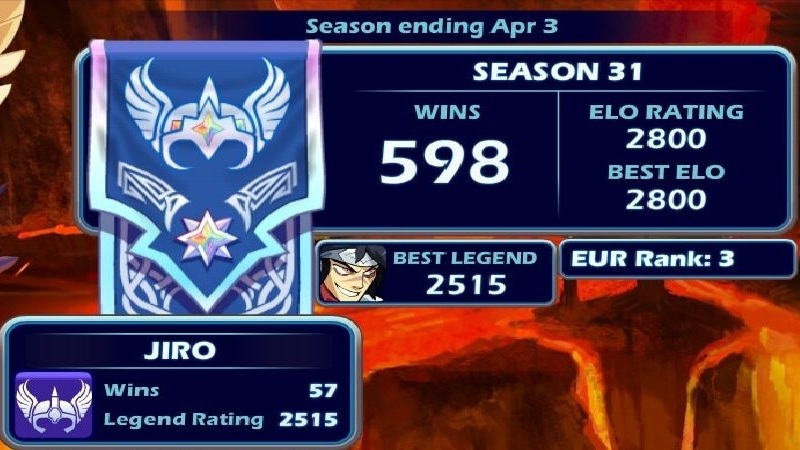 Season ending Apr 3
SEASON 31
WINS
598
ELO RATING
2800
BEST ELO
2800
BEST LEGEND
2515
EUR Rank: 3
JIRO
Wins 57
Legend Rating 2515